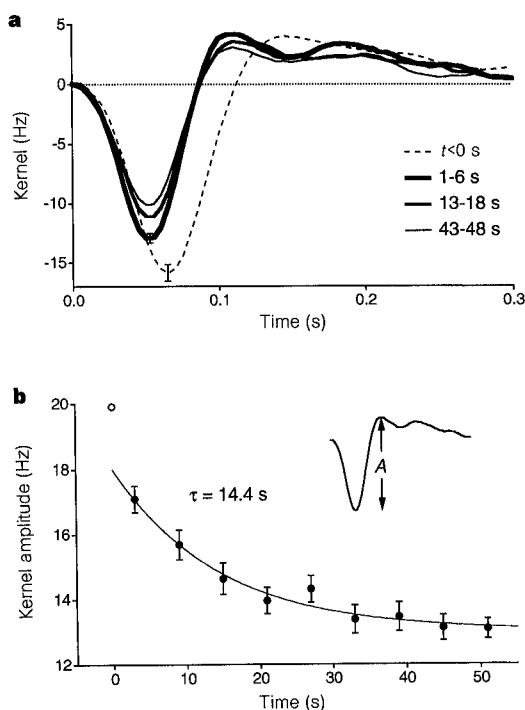 a
5
0
-5
-10
-15
Kernel (Hz)
t<0 s
1-6 s
13-18 s
43-48 s
0.0
0.1
0.2
0.3
Time (s)
b
20
18
16
14
12
Kernel amplitude (Hz)
τ = 14.4 s
A
0
10
20
30
40
50
Time (s)